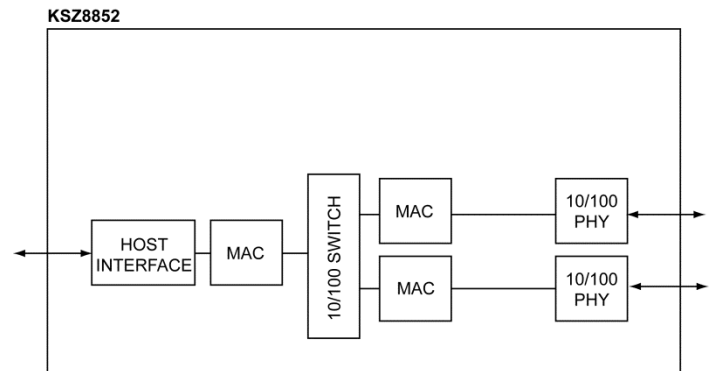 KSZ8852
HOST
INTERFACE
MAC
10/100 SWITCH
MAC
10/100
PHY
MAC
10/100
PHY